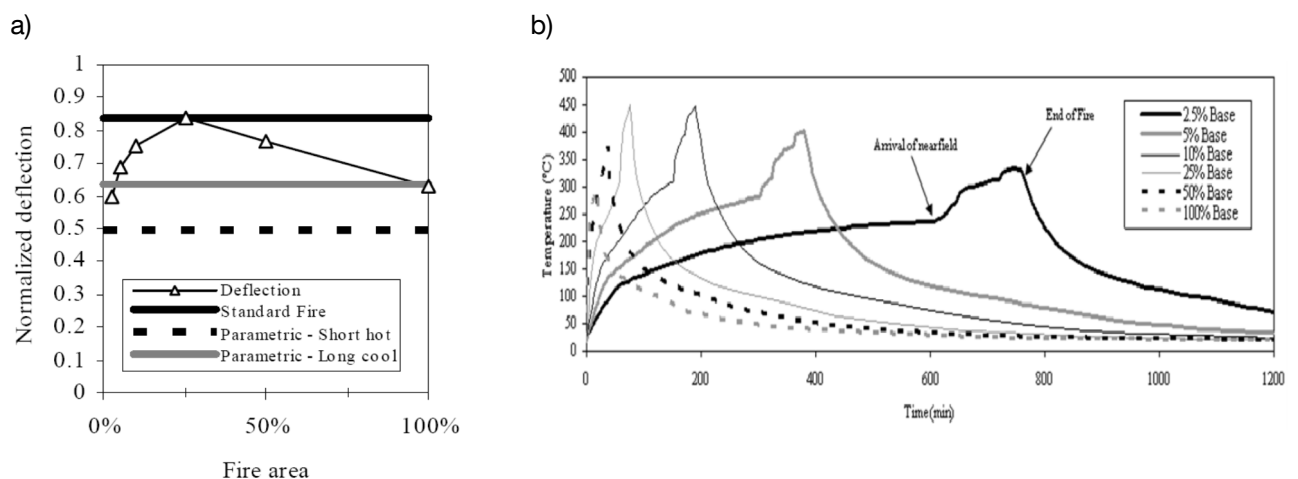 a)
Normalized deflection
1
0.9
0.8
0.7
0.6
0.5
0.4
0.3
0.2
0.1
0
Deflection
Standard Fire
Parametric - Short hot
Parametric - Long cool
0%
50%
100%
Fire area
b)
Temperature (°C)
500
450
400
350
300
250
200
150
100
50
0
Arrival of nearfield
End of Fire
2.5% Base
5% Base
10% Base
25% Base
50% Base
100% Base
0
200
400
600
800
1000
1200
Time(min)